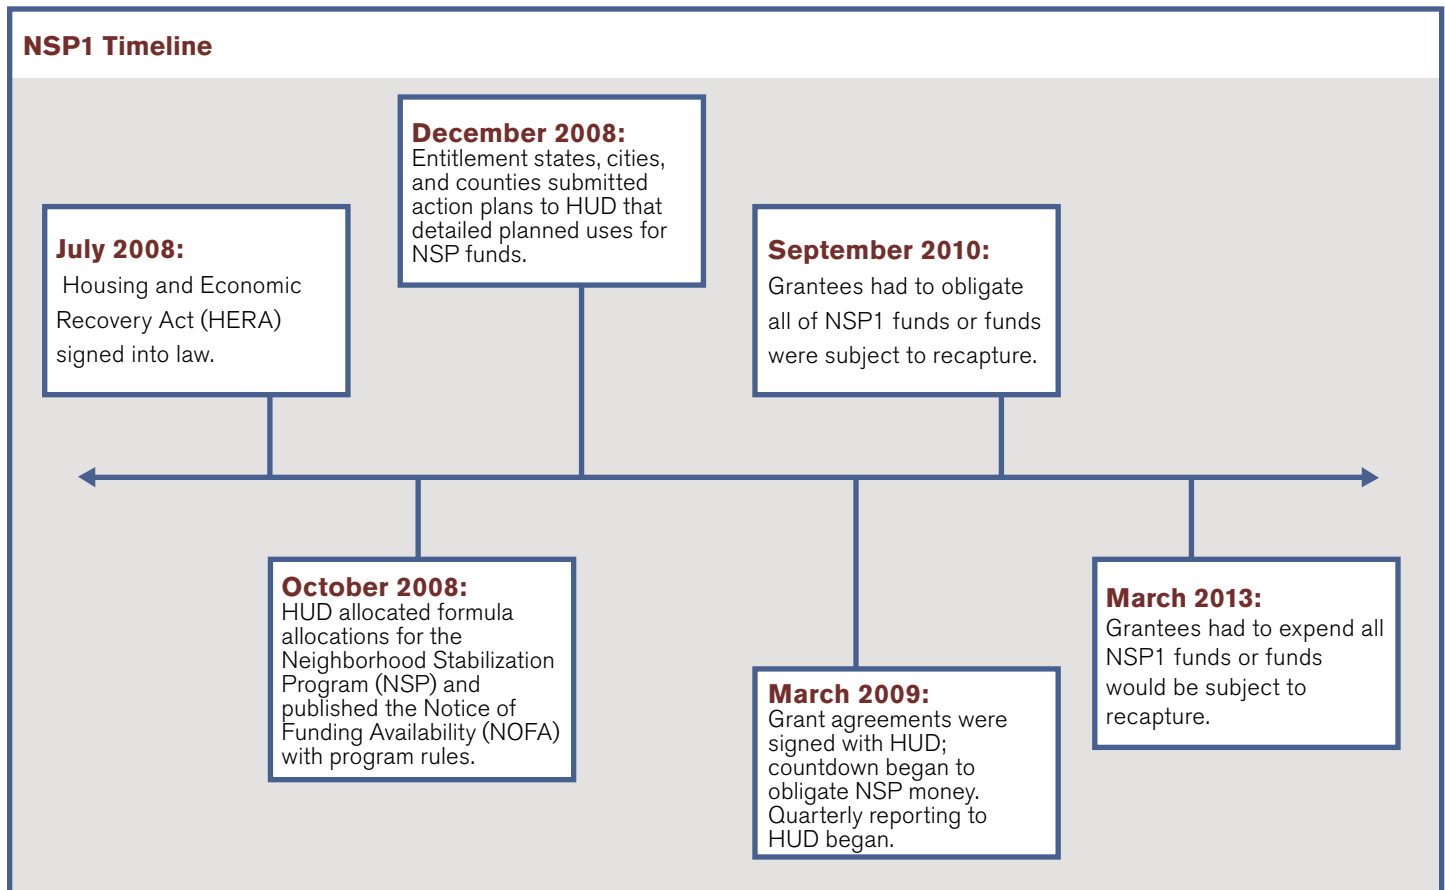 NSP1 Timeline
July 2008:
Housing and Economic
Recovery Act (HERA)
signed into law.
October 2008:
HUD allocated formula
allocations for the
Neighborhood Stabilization
Program (NSP) and
published the Notice of
Funding Availability (NOFA)
with program rules.
December 2008:
Entitlement states, cities,
and counties submitted
action plans to HUD that
detailed planned uses for
NSP funds.
March 2009:
Grant agreements were
signed with HUD;
countdown began to
obligate NSP money.
Quarterly reporting to
HUD began.
September 2010:
Grantees had to obligate
all of NSP1 funds or funds
were subject to recapture.
March 2013:
Grantees had to expend all
NSP1 funds or funds
would be subject to
recapture.